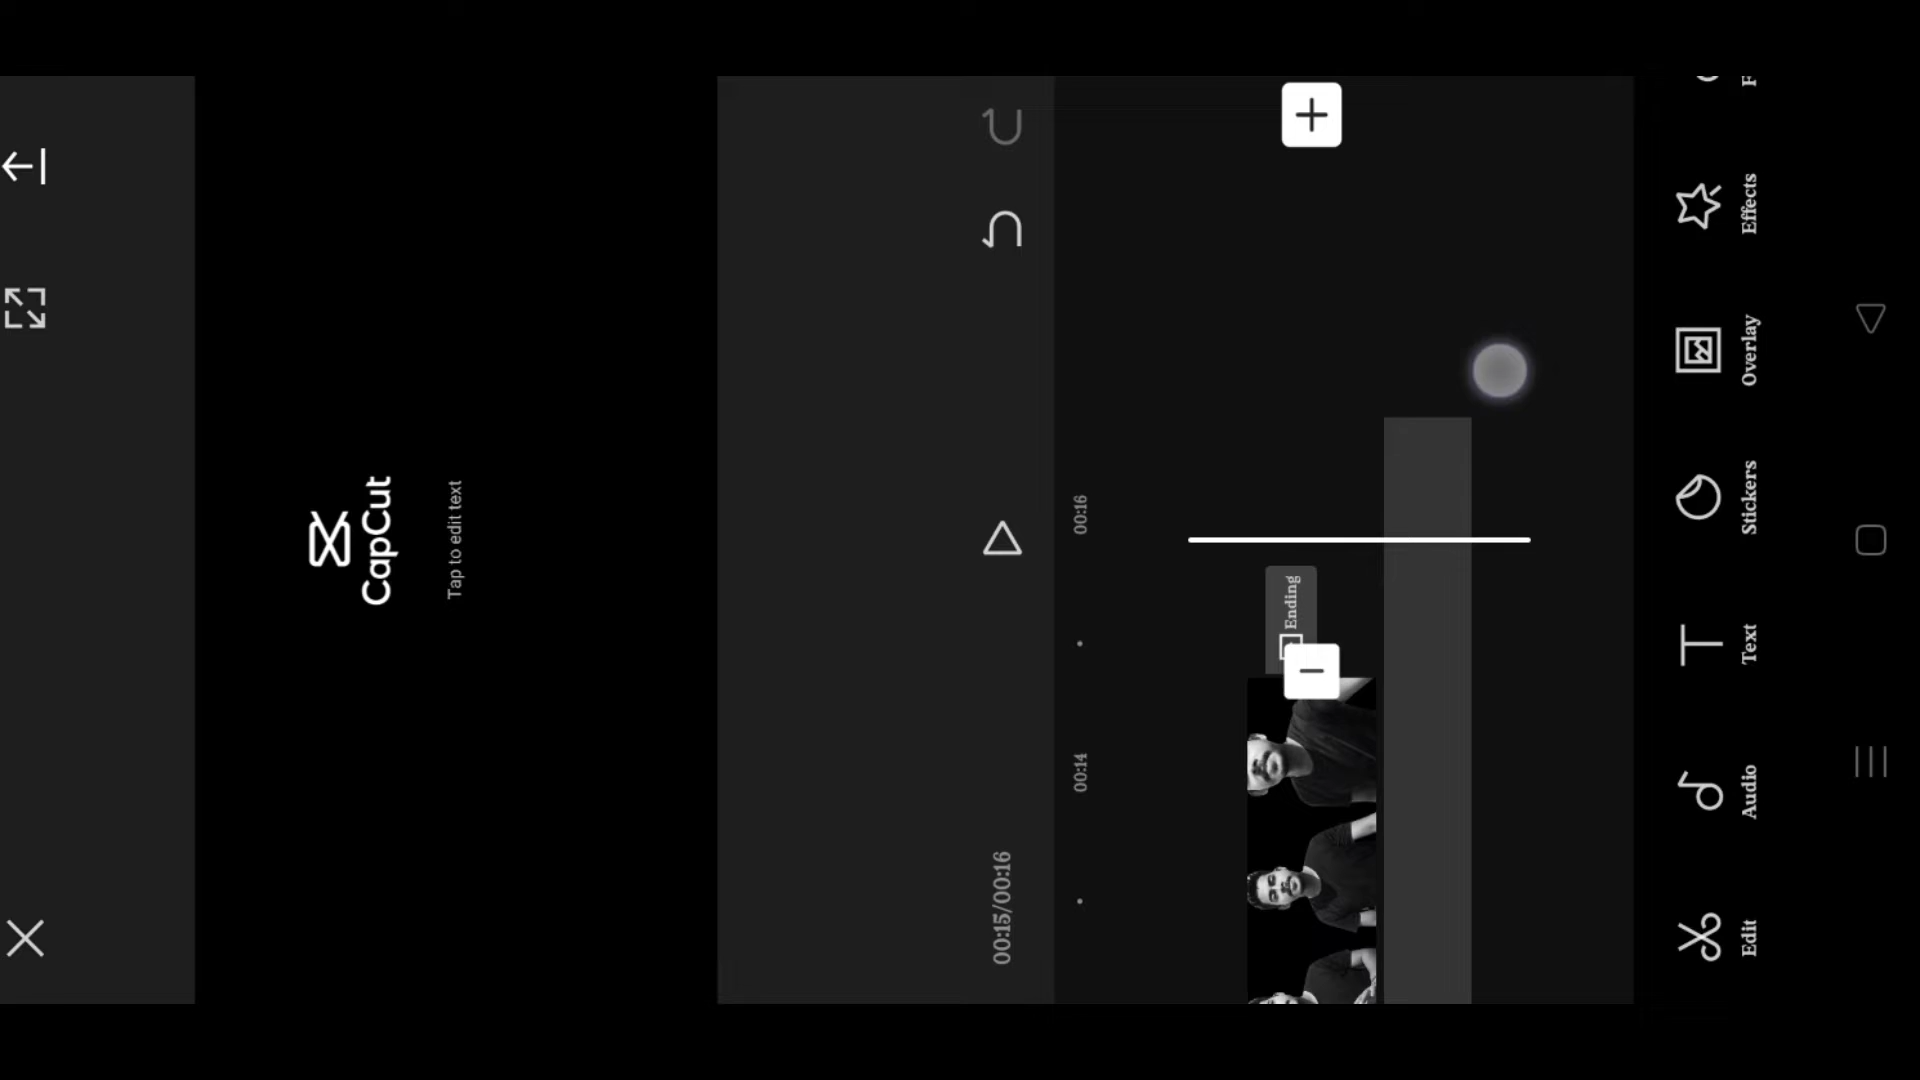 CapCut
Tap to edit text
00:15/00:16
00:14
00:16
Ending
Edit
Audio
Text
Stickers
Overlay
Effects
F